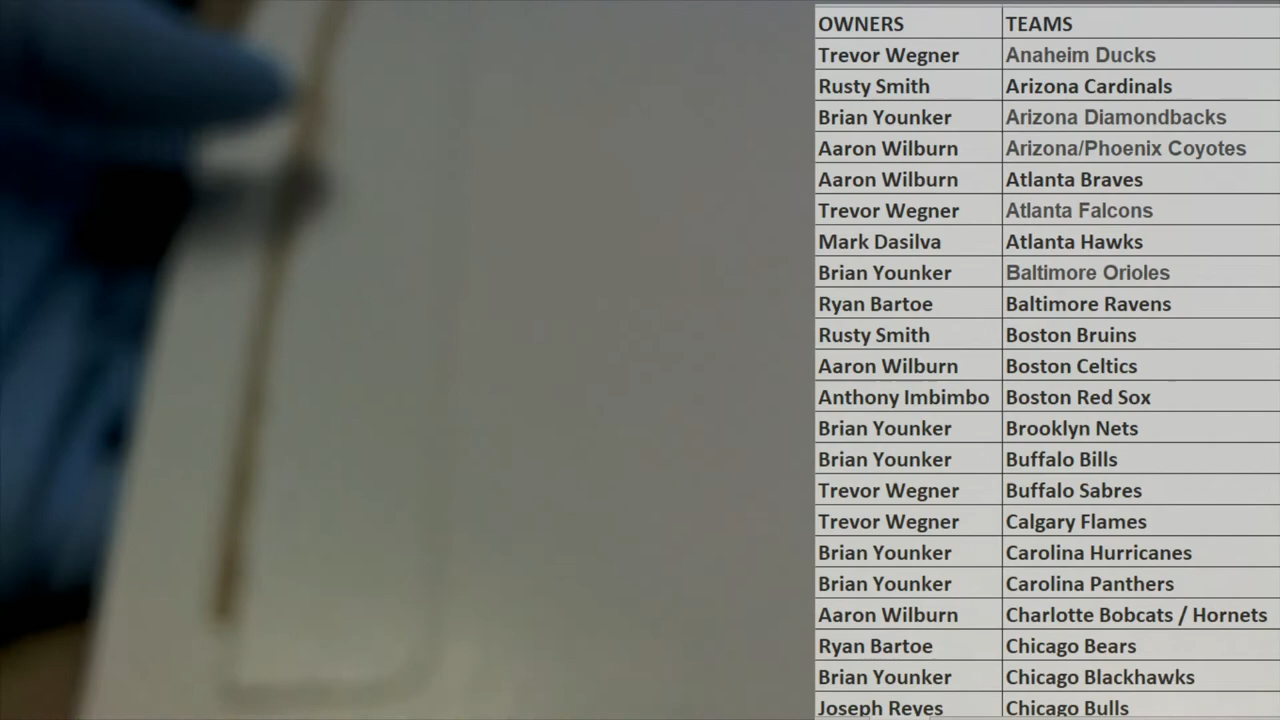 OWNERS TEAMS
Trevor Wegner Anaheim Ducks
Rusty Smith Arizona Cardinals
Brian Younker Arizona Diamondbacks
Aaron Wilburn Arizona/Phoenix Coyotes
Aaron Wilburn Atlanta Braves
Trevor Wegner Atlanta Falcons
Mark Dasilva Atlanta Hawks
Brian Younker Baltimore Orioles
Ryan Bartoe Baltimore Ravens
Rusty Smith Boston Bruins
Aaron Wilburn Boston Celtics
Anthony Imbimbo Boston Red Sox
Brian Younker Brooklyn Nets
Brian Younker Buffalo Bills
Trevor Wegner Buffalo Sabres
Trevor Wegner Calgary Flames
Brian Younker Carolina Hurricanes
Brian Younker Carolina Panthers
Aaron Wilburn Charlotte Bobcats / Hornets
Ryan Bartoe Chicago Bears
Brian Younker Chicago Blackhawks
Joseph Reyes Chicago Bulls